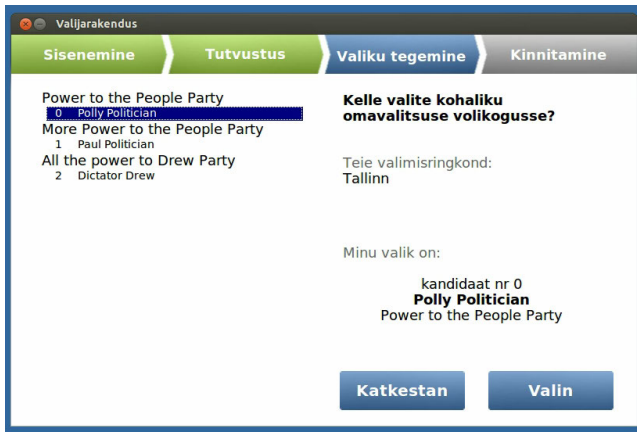 Valijarakendus
Sisenemine
Tutvustus
Valiku tegemine
Kinnitamine
Power to the People Party
0 Polly Politician
More Power to the People Party
1 Paul Politician
All the power to Drew Party
2 Dictator Drew
Kelle valite kohaliku
omavalitsuse volikogusse?
Teie valimisringkond:
Tallinn
Minu valik on:
kandidaat nr 0
Polly Politician
Power to the People Party
Katkestan
Valin